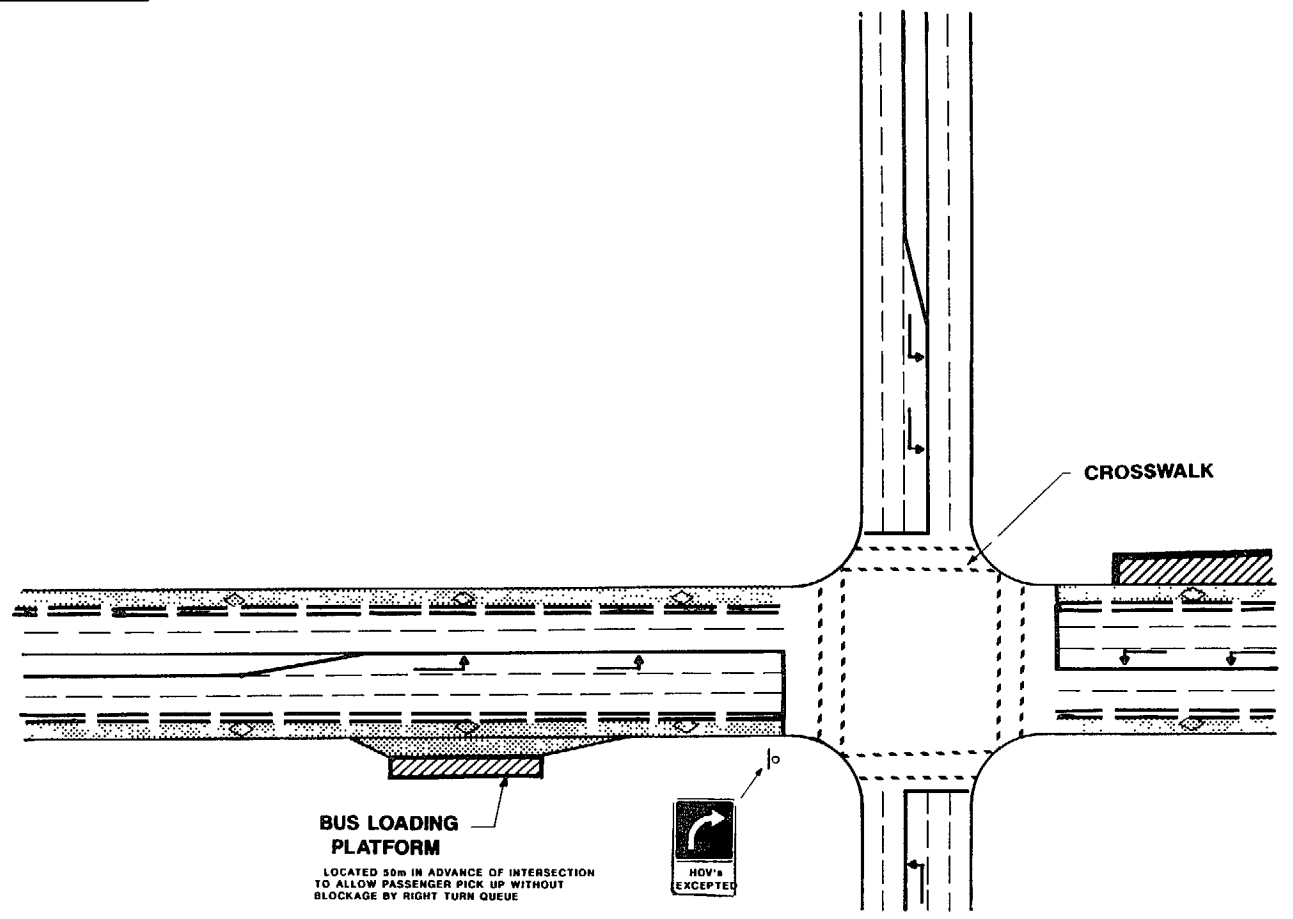 CROSSWALK
BUS LOADING
PLATFORM
LOCATED 50m IN ADVANCE OF INTERSECTION
TO ALLOW PASSENGER PICK UP WITHOUT
BLOCKAGE BY RIGHT TURN QUEUE
HOV's
EXCEPTED